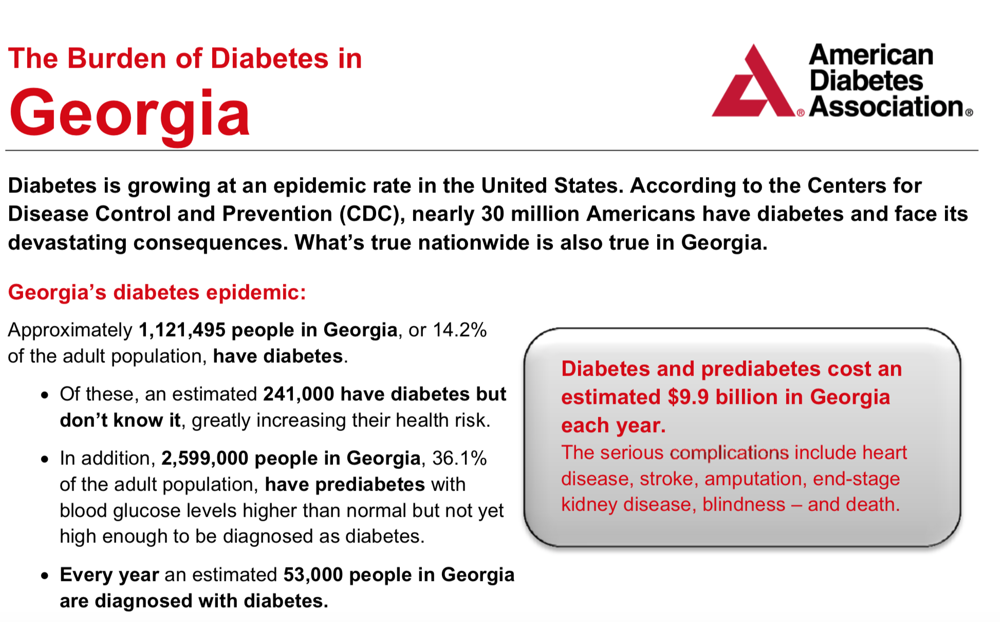 The Burden of Diabetes in
Georgia
American
Diabetes
Association®
®
Diabetes is growing at an epidemic rate in the United States. According to the Centers for
Disease Control and Prevention (CDC), nearly 30 million Americans have diabetes and face its
devastating consequences. What’s true nationwide is also true in Georgia.
Georgia’s diabetes epidemic:
Approximately 1,121,495 people in Georgia, or 14.2%
of the adult population, have diabetes.
• Of these, an estimated 241,000 have diabetes but
don’t know it, greatly increasing their health risk.
• In addition, 2,599,000 people in Georgia, 36.1%
of the adult population, have prediabetes with
blood glucose levels higher than normal but not yet
high enough to be diagnosed as diabetes.
• Every year an estimated 53,000 people in Georgia
are diagnosed with diabetes.
Diabetes and prediabetes cost an
estimated $9.9 billion in Georgia
each year.
The serious complications include heart
disease, stroke, amputation, end-stage
kidney disease, blindness – and death.